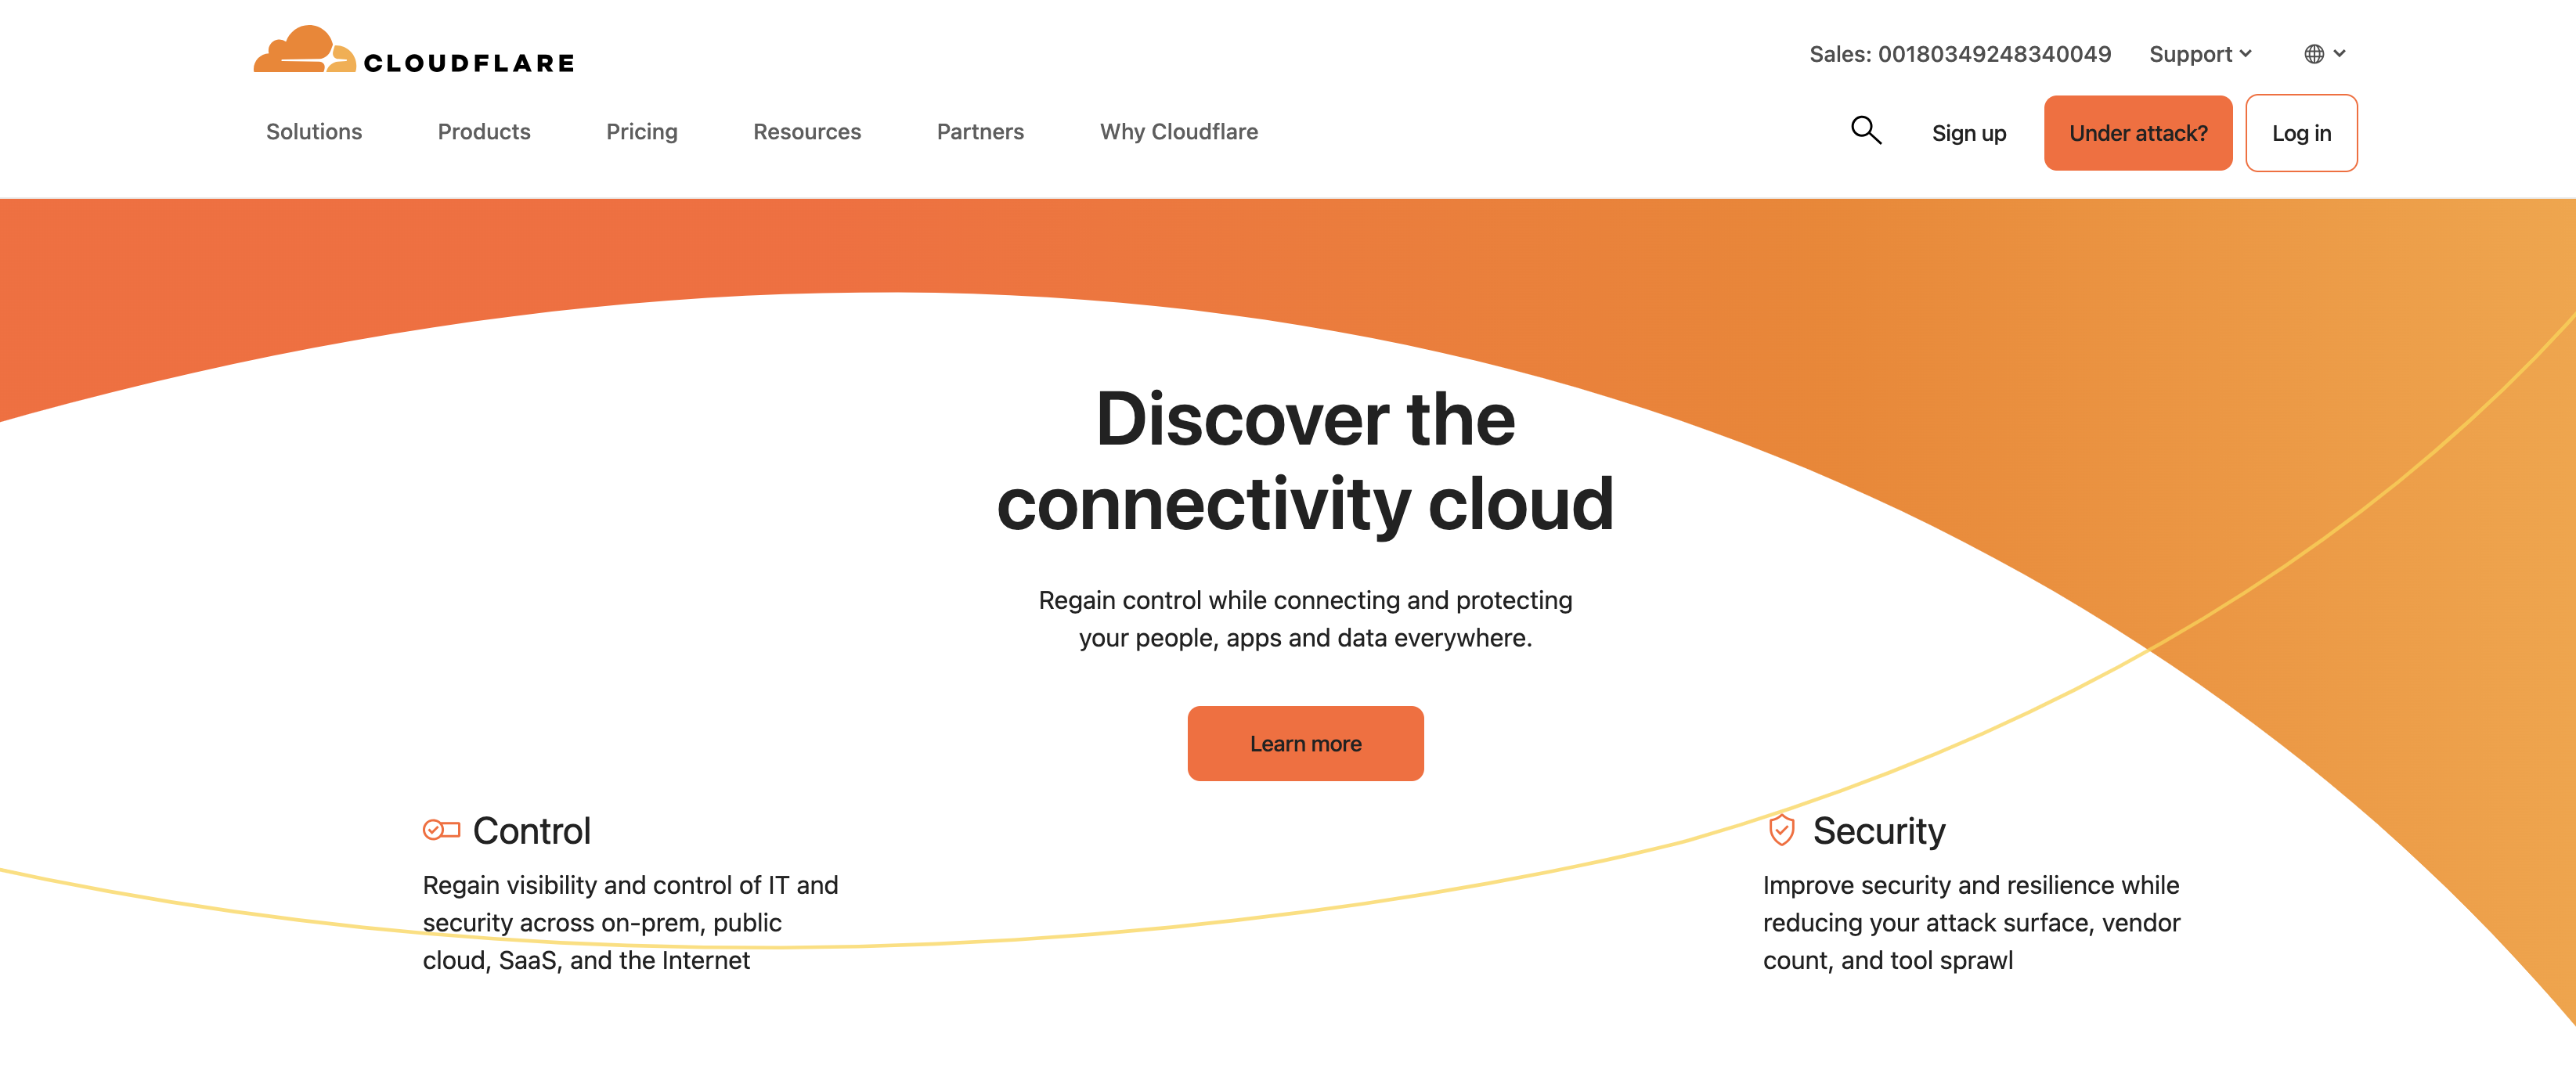 CLOUDFLARE
Sales: 00180349248340049
Support
Solutions
Products
Pricing
Resources
Partners
Why Cloudflare
Sign up
Under attack?
Log in
Discover the
connectivity cloud
Regain control while connecting and protecting
your people, apps and data everywhere.
Learn more
Control
Regain visibility and control of IT and
security across on-prem, public
cloud, SaaS, and the Internet
Security
Improve security and resilience while
reducing your attack surface, vendor
count, and tool sprawl